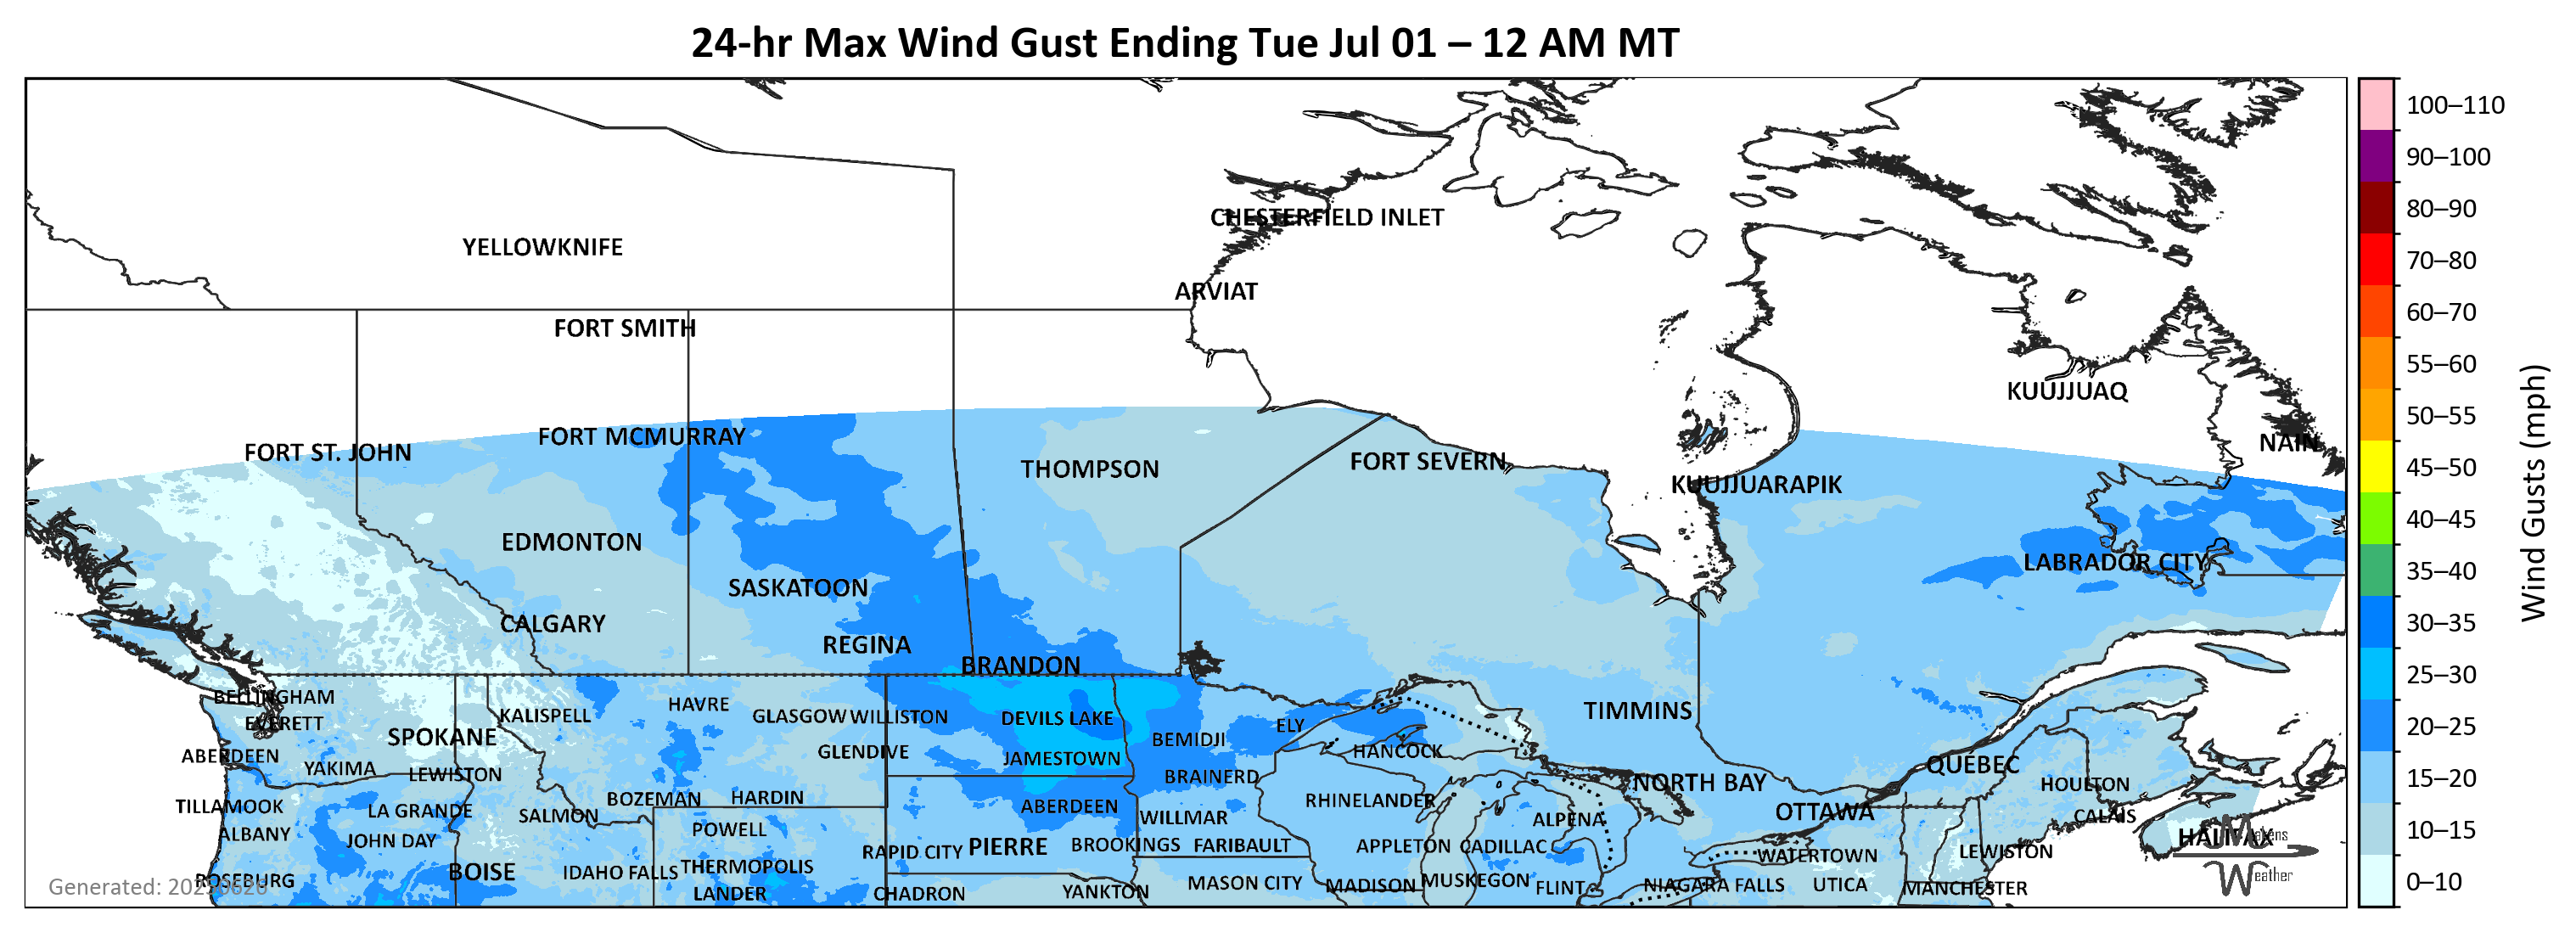 24-hr Max Wind Gust Ending Tue Jul 01 – 12 AM MT
CHESTERFIELD INLET
YELLOWKNIFE
ARVIAT
FORT SMITH
KUUJJUAQ
FORT MCMURRAY
NAIN
FORT ST. JOHN
FORT SEVERN
THOMPSON
KUUJJUARAPIK
EDMONTON
LABRADOR CITY
SASKATOON
CALGARY
REGINA
BRANDON
BELLINGHAM
HAVRE
TIMMINS
KALISPELL
GLASGOW WILLISTON
DEVILS LAKE
EVERETT
ELY
SPOKANE
BEMIDJI
ABERDEEN
GLENDIVE
JAMESTOWN
HANCOCK
QUÉBEC
YAKIMA
LEWISTON
BRAINERD
NORTH BAY
HOULTON
BOZEMAN
HARDIN
RHINELANDER
TILLAMOOK
LA GRANDE
ABERDEEN
OTTAWA
SALMON
WILLMAR
ALPENA
CALAIS
ALBANY
POWELL
JOHN DAY
HALIFAX
RAPID CITY
PIERRE
BROOKINGS
FARIBAULT
APPLETON
CADILLAC
WATERTOWN
LEWISTON
BOISE
IDAHO FALLS
THERMOPOLIS
ROSEBURG
MASON CITY
MADISON
MUSKEGON
FLINT
NIAGARA FALLS
UTICA
MANCHESTER
LANDER
CHADRON
YANKTON
Makens
Weather
100–110
90–100
80–90
70–80
60–70
55–60
50–55
45–50
40–45
35–40
30–35
25–30
20–25
15–20
10–15
0–10
Wind Gusts (mph)
Generated: